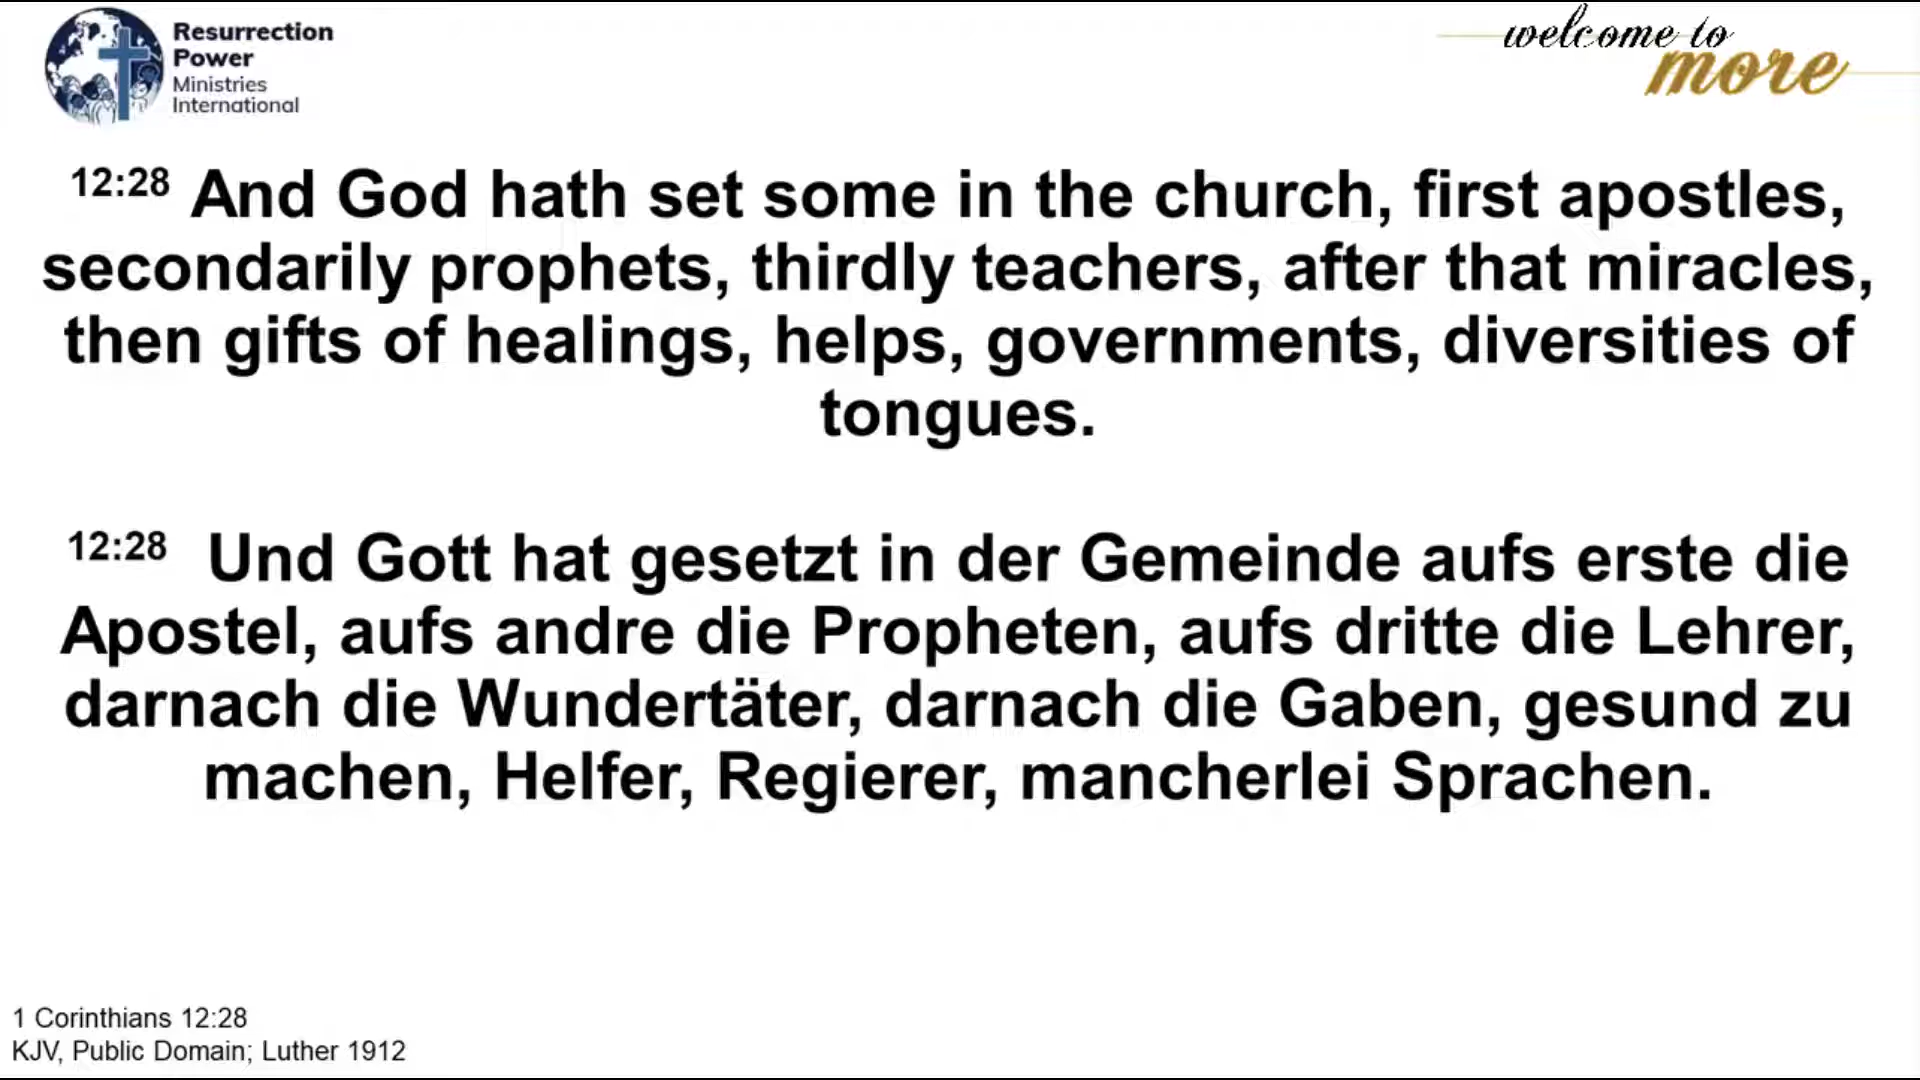 Resurrection
Power
Ministries
International
welcome to
more
12:28 And God hath set some in the church, first apostles,
secondarily prophets, thirdly teachers, after that miracles,
then gifts of healings, helps, governments, diversities of
tongues.
12:28 Und Gott hat gesetzt in der Gemeinde aufs erste die
Apostel, aufs andre die Propheten, aufs dritte die Lehrer,
darnach die Wundertäter, darnach die Gaben, gesund zu
machen, Helfer, Regierer, mancherlei Sprachen.
1 Corinthians 12:28
KJV, Public Domain; Luther 1912